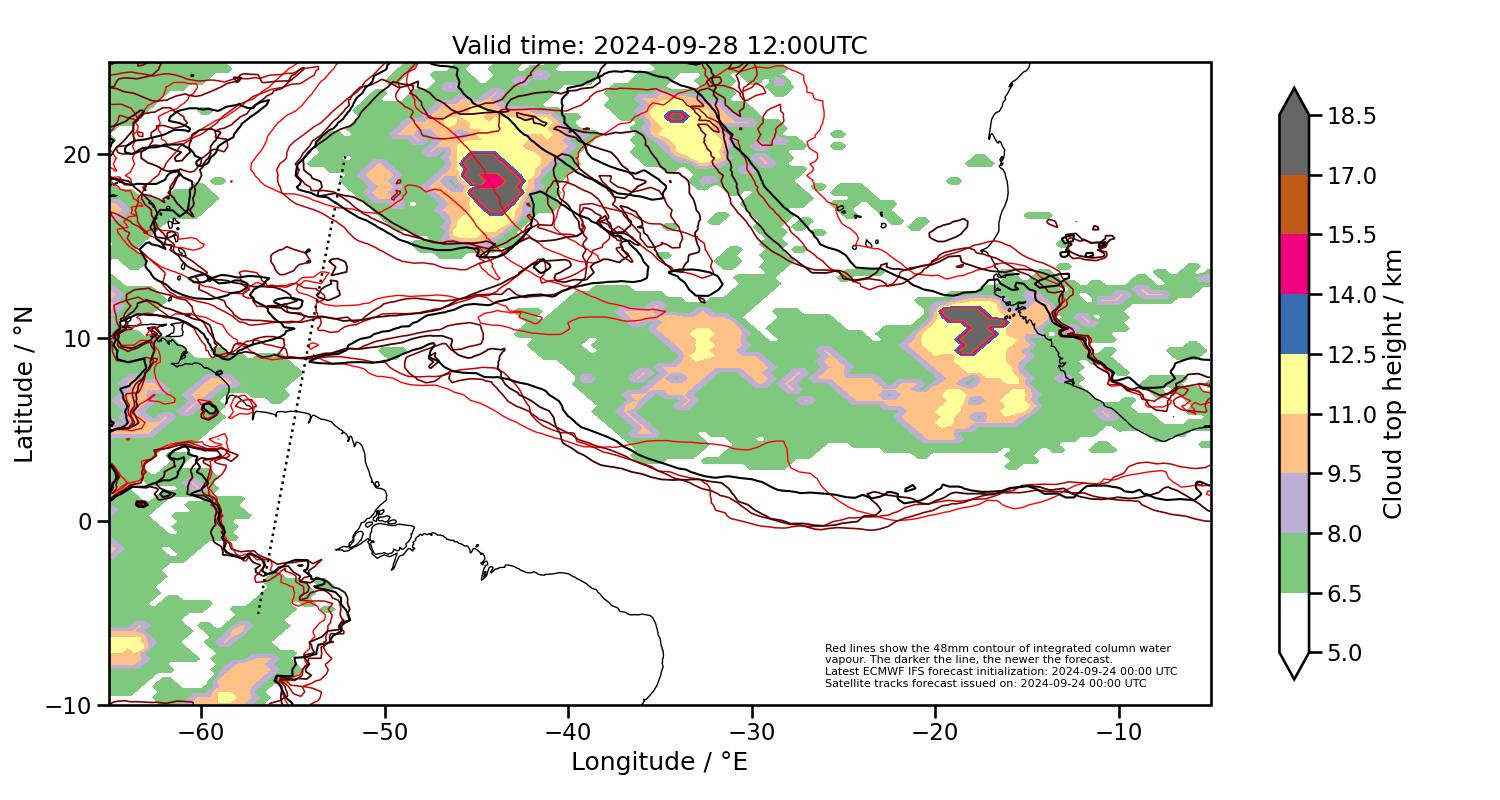 Valid time: 2024-09-28 12:00UTC
20
10
0
−10
Latitude / °N
−60
−50
−40
−30
−20
−10
Longitude / °E
Red lines show the 48mm contour of integrated column water
vapour. The darker the line, the newer the forecast.
Latest ECMWF IFS forecast initialization: 2024-09-24 00:00 UTC
Satellite tracks forecast issued on: 2024-09-24 00:00 UTC
18.5
17.0
15.5
14.0
12.5
11.0
9.5
8.0
6.5
5.0
Cloud top height / km